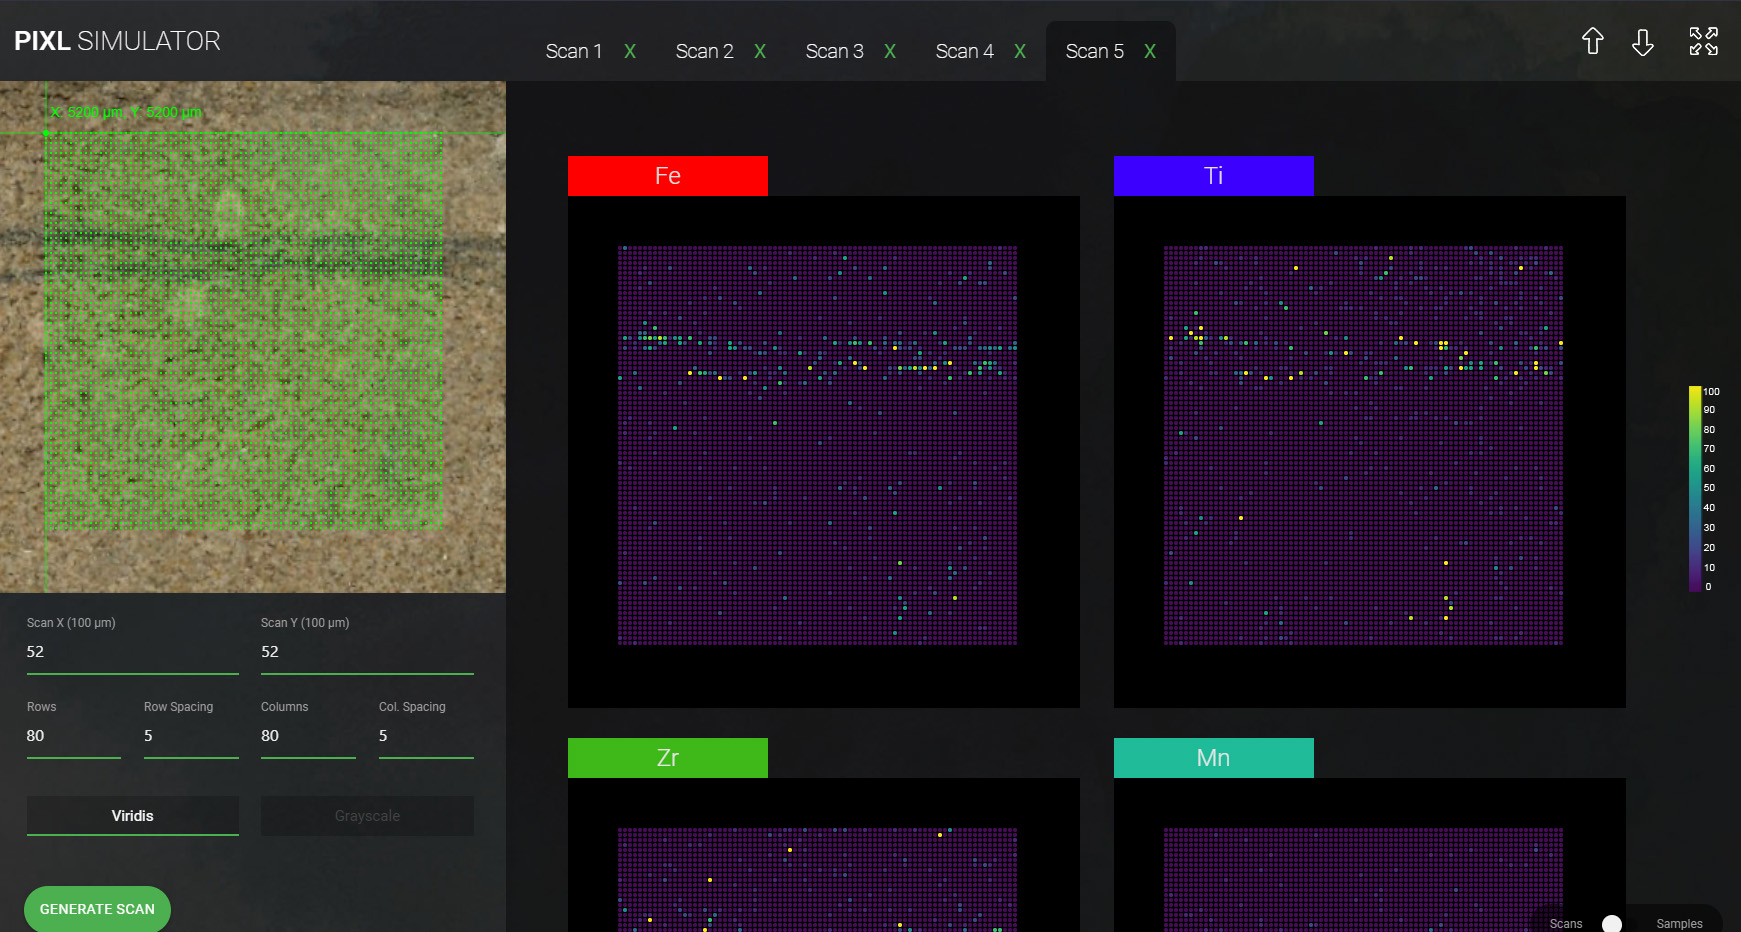 PIXL SIMULATOR
Scan 1 X
Scan 2 X
Scan 3 X
Scan 4 X
Scan 5 X
X: 5200 µm, Y: 5200 µm
Fe
Ti
100
90
80
70
60
50
40
30
20
10
0
Scan X (100 µm)
Scan Y (100 µm)
52
52
Rows
Row Spacing
Columns
Col. Spacing
80
5
80
5
Zr
Mn
Viridis
Grayscale
GENERATE SCAN
Scans
Samples